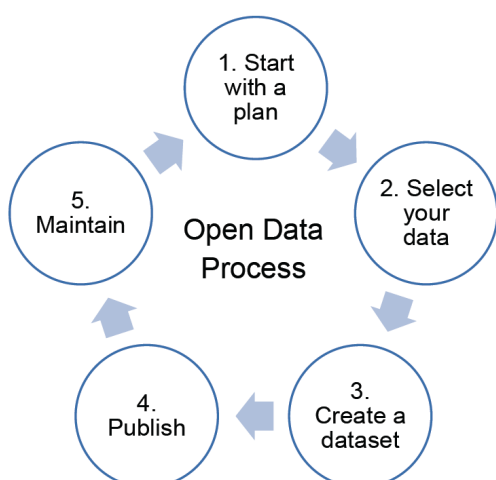 1. Start
with a
plan
2. Select
your
data
3.
Create a
dataset
4.
Publish
5.
Maintain
Open Data
Process